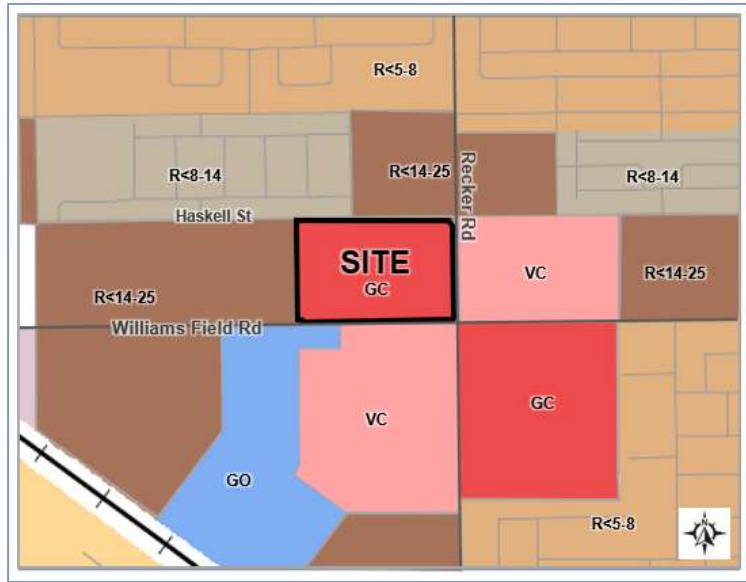 R<5-8
R<8-14
R<14-25
Recker Rd
R<8-14
Haskell St
SITE
GC
VC
R<14-25
R<14-25
Williams Field Rd
GC
VC
GO
R<5-8
N